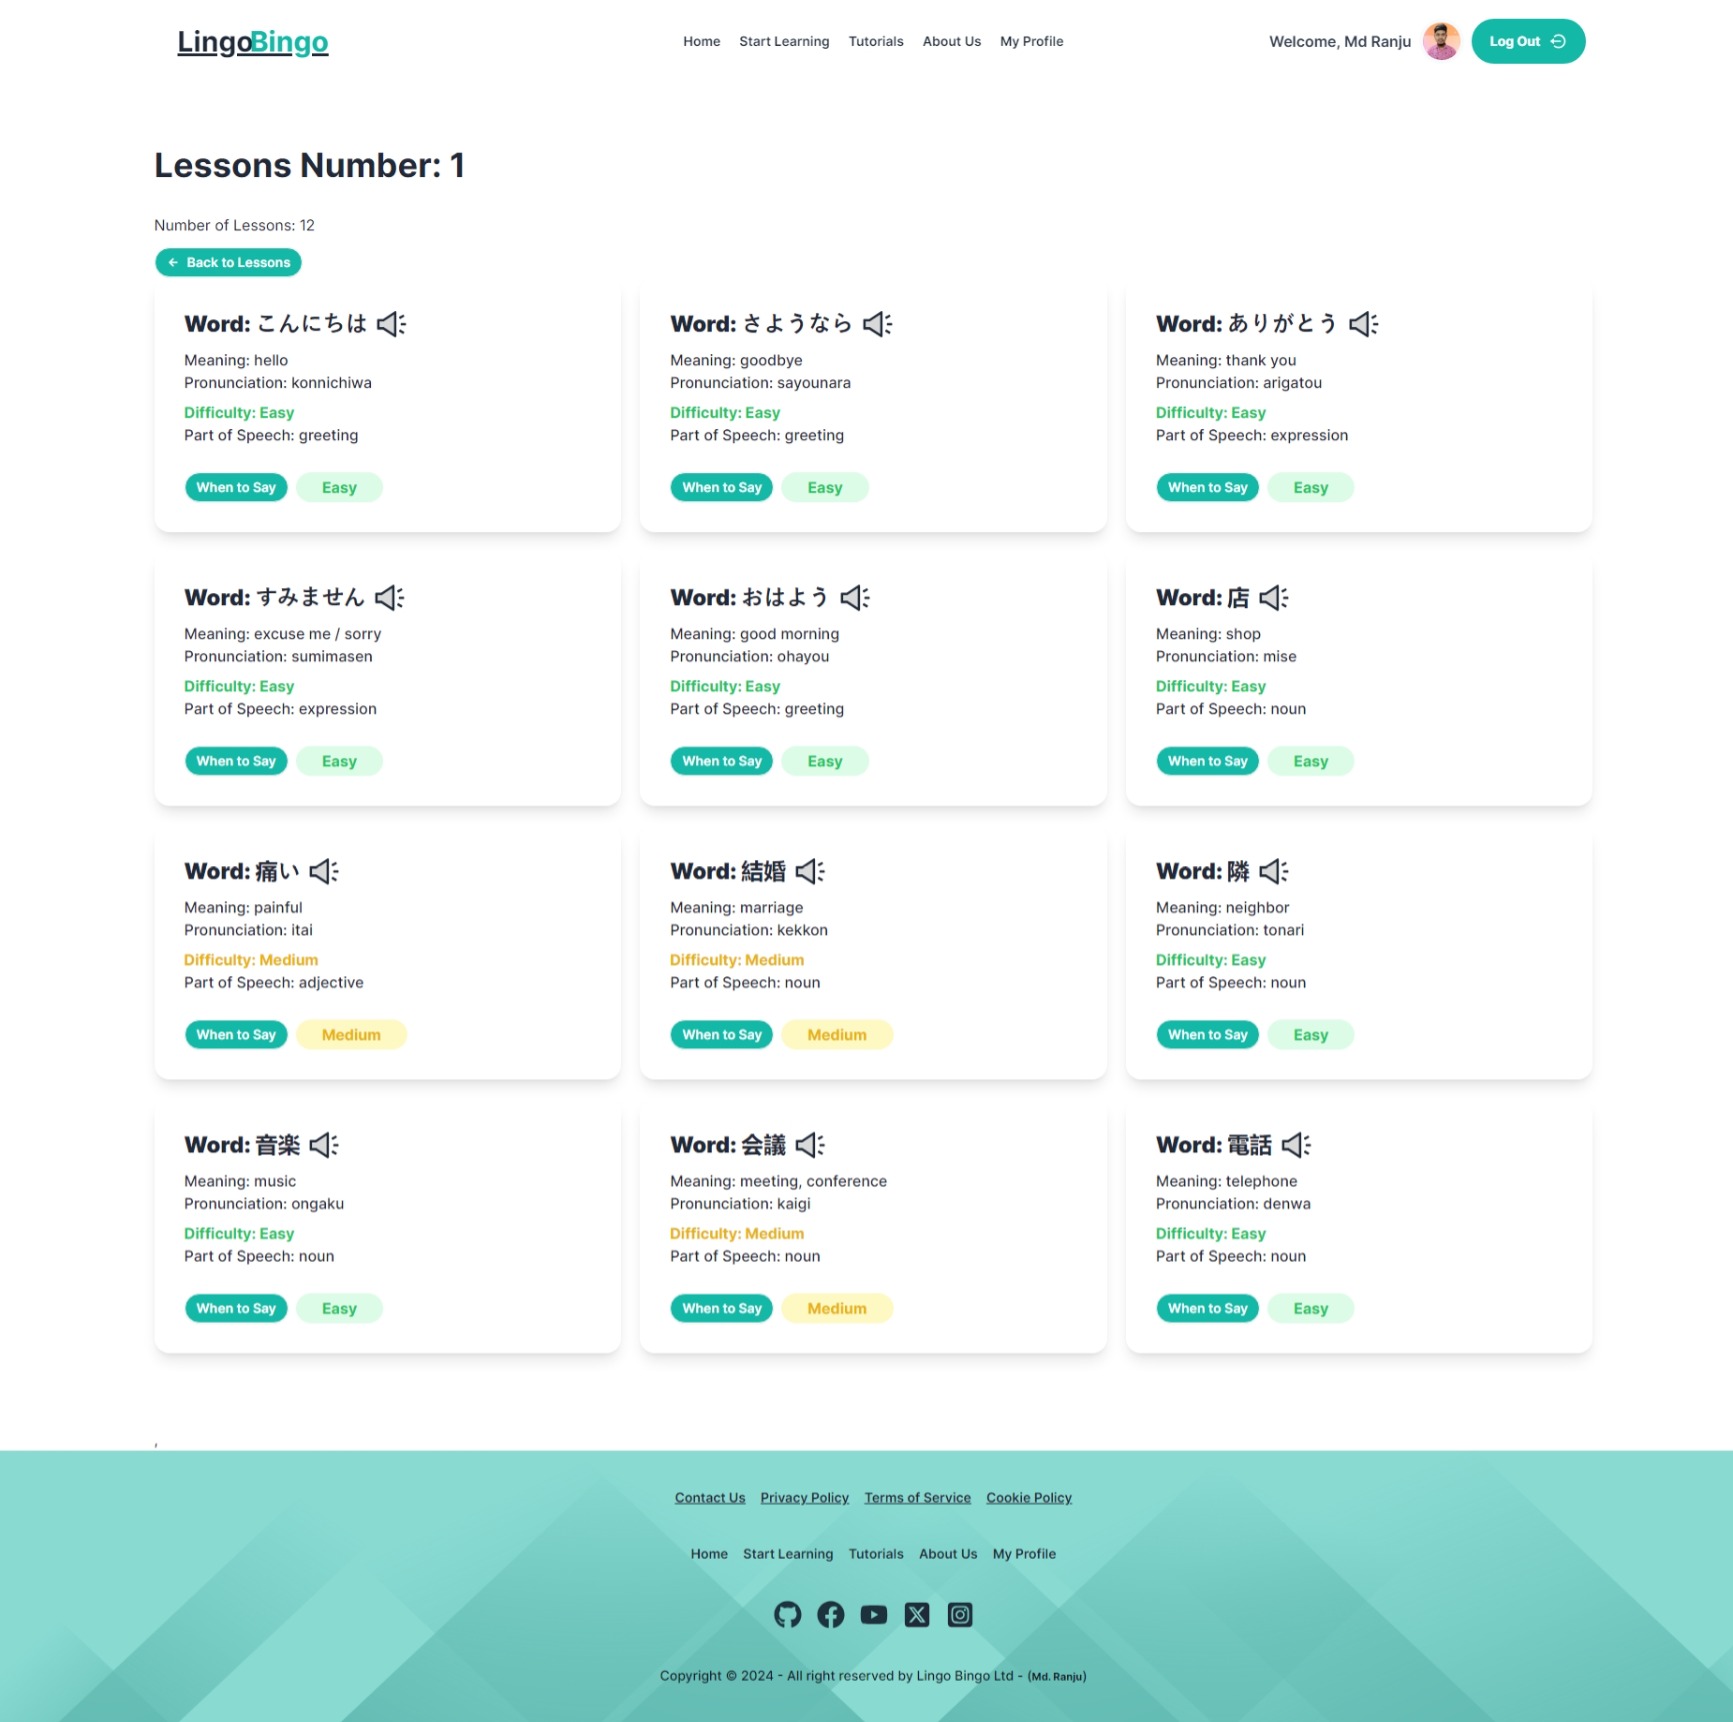 LingoBingo
Home Start Learning Tutorials About Us My Profile
Welcome, Md Ranju
Log Out
Lessons Number: 1
Number of Lessons: 12
← Back to Lessons
Word: こんにちは
Meaning: hello
Pronunciation: konnichiwa
Difficulty: Easy
Part of Speech: greeting
When to Say Easy
Word: さようなら
Meaning: goodbye
Pronunciation: sayounara
Difficulty: Easy
Part of Speech: greeting
When to Say Easy
Word: ありがとう
Meaning: thank you
Pronunciation: arigatou
Difficulty: Easy
Part of Speech: expression
When to Say Easy
Word: すみません
Meaning: excuse me / sorry
Pronunciation: sumimasen
Difficulty: Easy
Part of Speech: expression
When to Say Easy
Word: おはよう
Meaning: good morning
Pronunciation: ohayou
Difficulty: Easy
Part of Speech: greeting
When to Say Easy
Word: 店
Meaning: shop
Pronunciation: mise
Difficulty: Easy
Part of Speech: noun
When to Say Easy
Word: 痛い
Meaning: painful
Pronunciation: itai
Difficulty: Medium
Part of Speech: adjective
When to Say Medium
Word: 結婚
Meaning: marriage
Pronunciation: kekkon
Difficulty: Medium
Part of Speech: noun
When to Say Medium
Word: 隣
Meaning: neighbor
Pronunciation: tonari
Difficulty: Easy
Part of Speech: noun
When to Say Easy
Word: 音楽
Meaning: music
Pronunciation: ongaku
Difficulty: Easy
Part of Speech: noun
When to Say Easy
Word: 会議
Meaning: meeting, conference
Pronunciation: kaigi
Difficulty: Medium
Part of Speech: noun
When to Say Medium
Word: 電話
Meaning: telephone
Pronunciation: denwa
Difficulty: Easy
Part of Speech: noun
When to Say Easy
,
Contact Us Privacy Policy Terms of Service Cookie Policy
Home Start Learning Tutorials About Us My Profile
Copyright © 2024 - All right reserved by Lingo Bingo Ltd - (Md. Ranju)